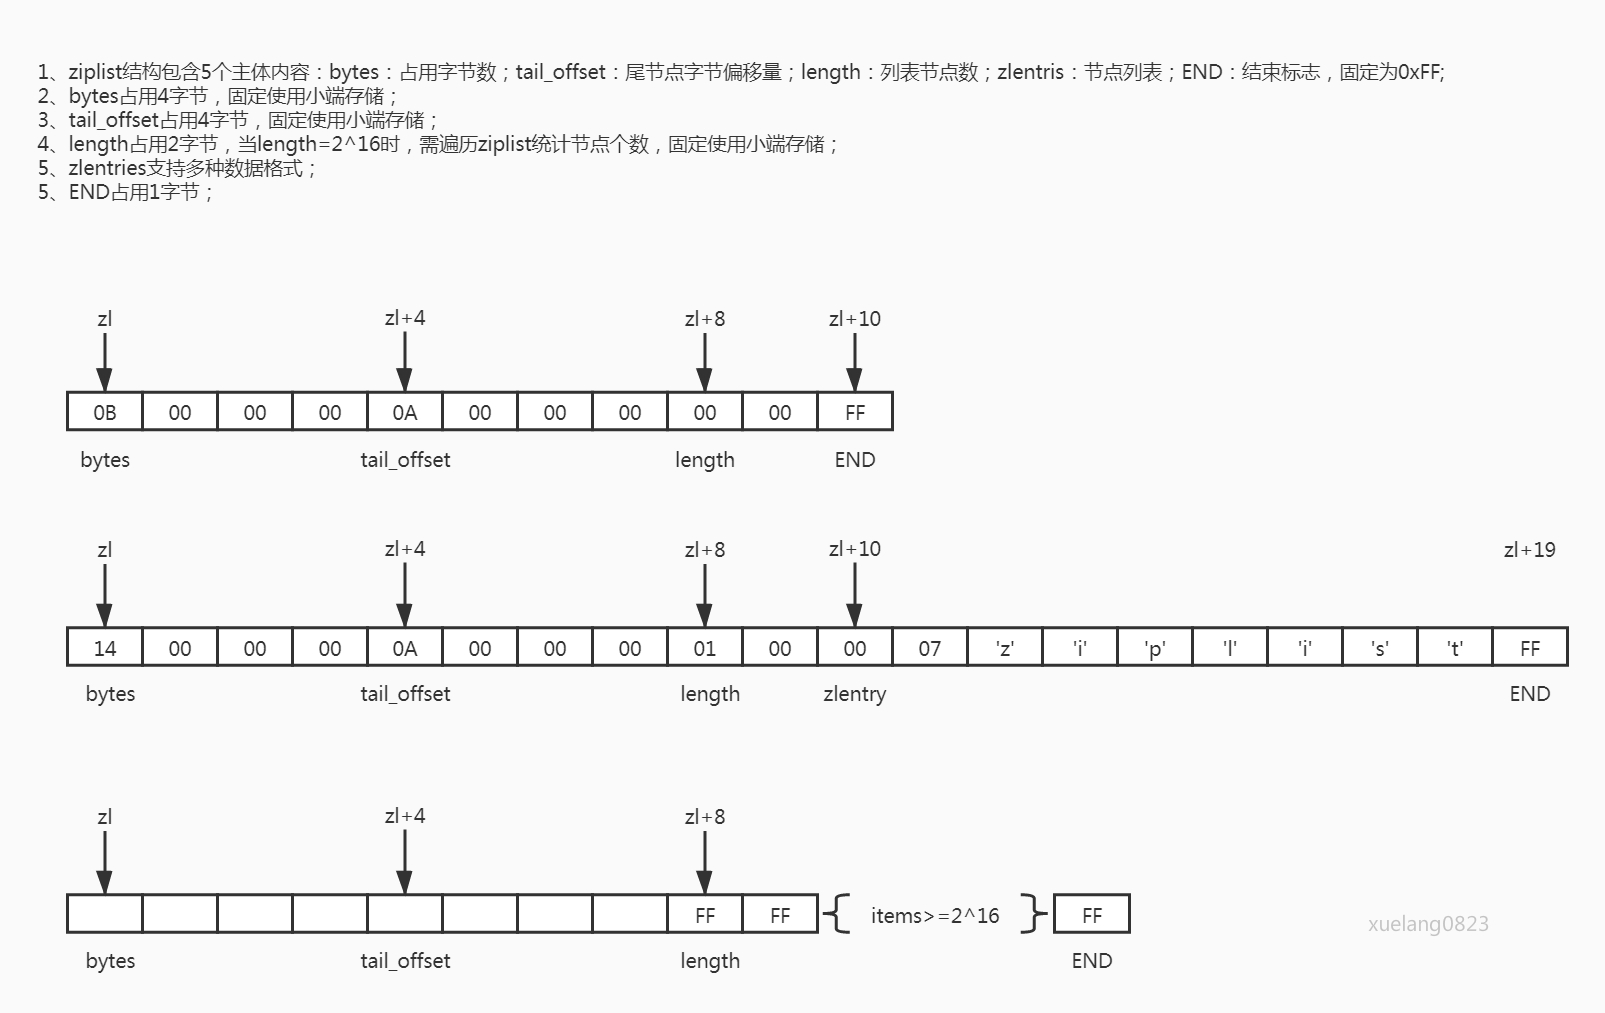 1、ziplist结构包含5个主体内容：bytes：占用字节数；tail_offset：尾节点字节偏移量；length：列表节点数；zlentris：节点列表；END：结束标志，固定为0xFF;
2、bytes占用4字节，固定使用小端存储；
3、tail_offset占用4字节，固定使用小端存储；
4、length占用2字节，当length=2^16时，需遍历ziplist统计节点个数，固定使用小端存储；
5、zlentries支持多种数据格式；
5、END占用1字节；
zl zl+4 zl+8 zl+10
0B 00 00 00 0A 00 00 00 00 00 FF
bytes tail_offset length END
zl zl+4 zl+8 zl+10 zl+19
14 00 00 00 0A 00 00 00 01 00 00 07 'z' 'i' 'p' 'l' 'i' 's' 't' FF
bytes tail_offset length zlentry END
zl zl+4 zl+8
FF FF items>=2^16 FF
xuelang0823
bytes tail_offset length END